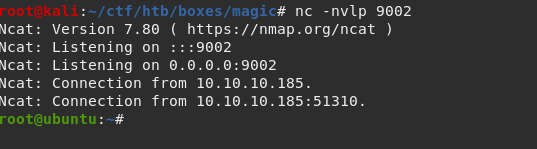 root@kali:~/ctf/htb/boxes/magic# nc -nvlp 9002
Ncat: Version 7.80 ( https://nmap.org/ncat )
Ncat: Listening on :::9002
Ncat: Listening on 0.0.0.0:9002
Ncat: Connection from 10.10.10.185.
Ncat: Connection from 10.10.10.185:51310.
root@ubuntu:~#